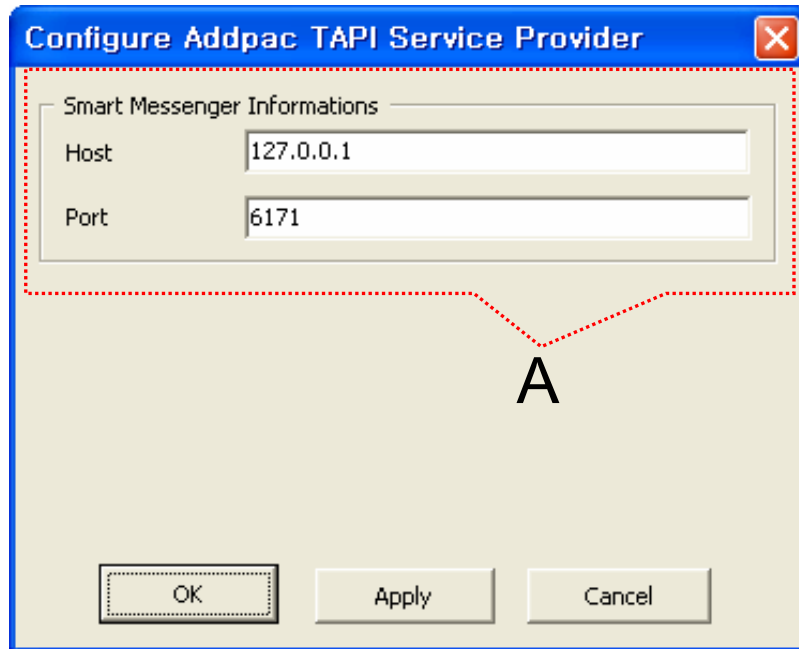 Configure Addpac TAPI Service Provider
Smart Messenger Informations
Host 127.0.0.1
Port 6171
A
OK Apply Cancel